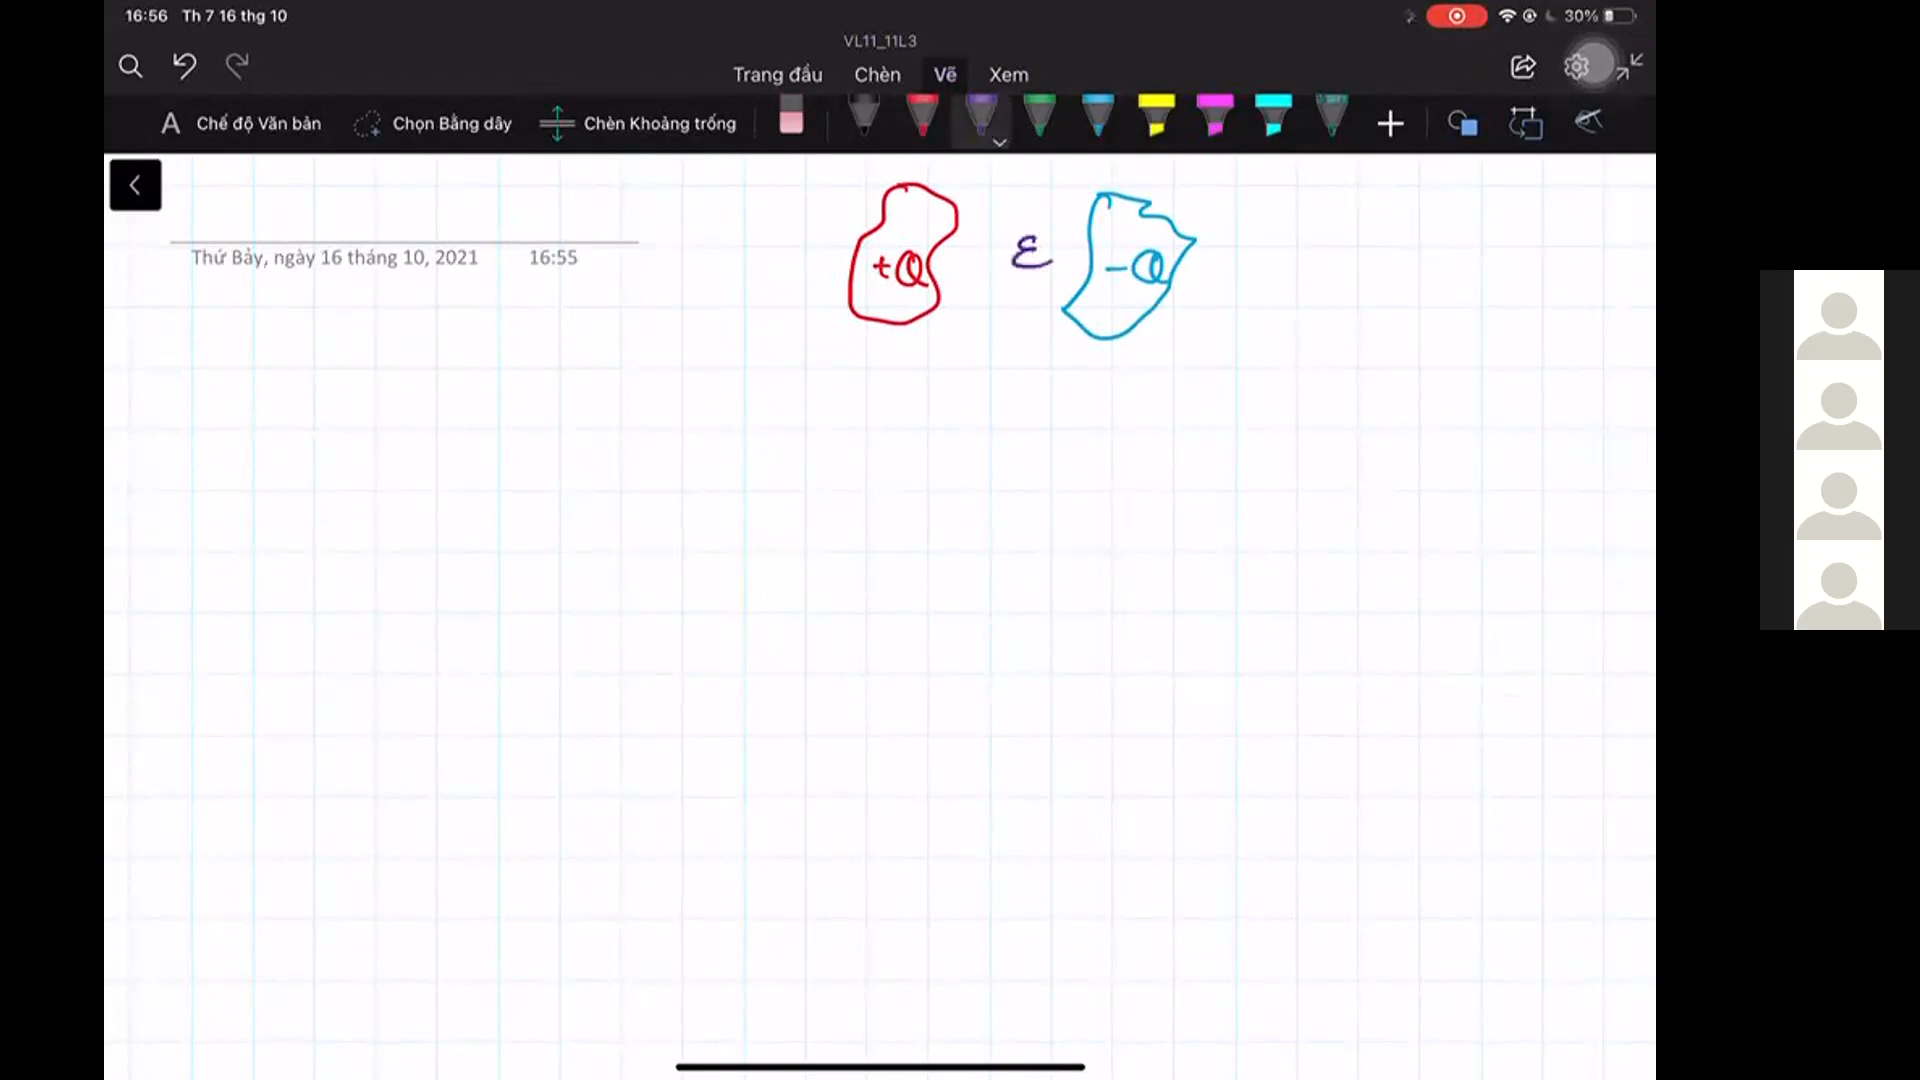 16:56 Th 7 16 thg 10
30%
VL11_11L3
Trang đầu Chèn Vẽ Xem
A Chế độ Văn bản Chọn Bằng dây Chèn Khoảng trống
+Q ε -Q
Thứ Bảy, ngày 16 tháng 10, 2021 16:55